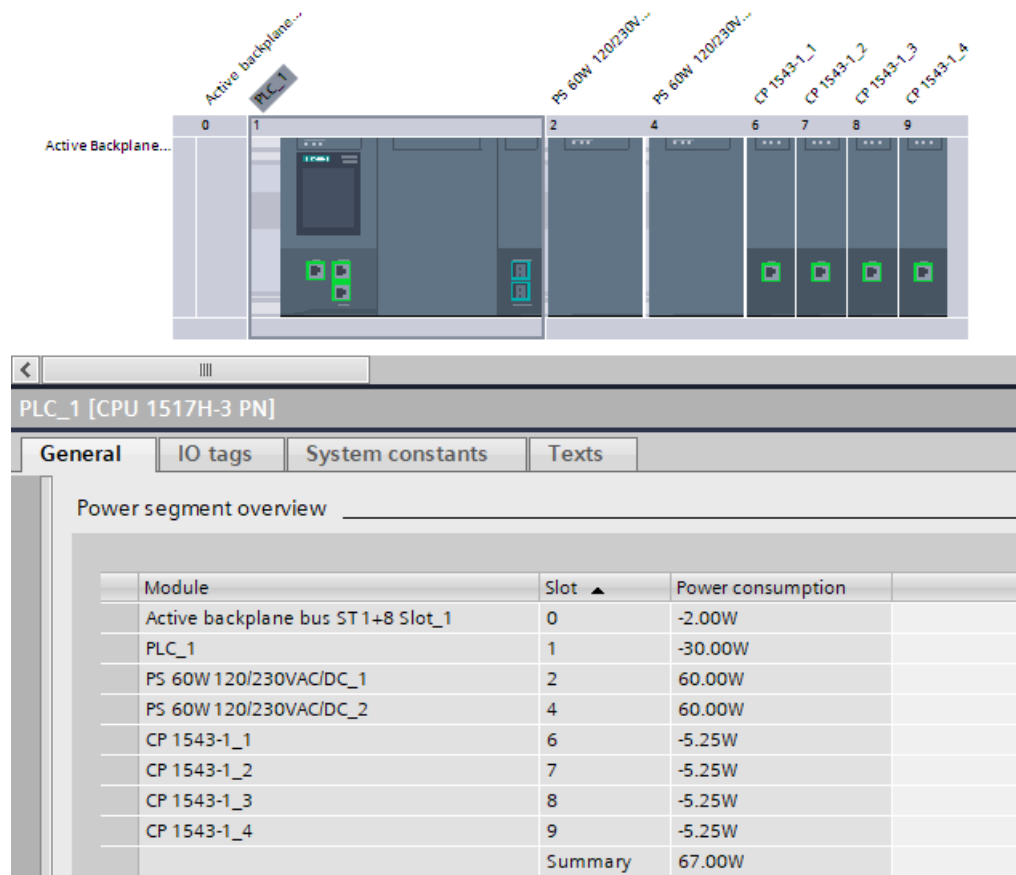 Active backplane...
PLC_1
PS 60W 120/230V...
PS 60W 120/230V...
CP 1543-1_1
CP 1543-1_2
CP 1543-1_3
CP 1543-1_4
0 1 2 4 6 7 8 9
Active Backplane...
PLC_1 [CPU 1517H-3 PN]
General IO tags System constants Texts
Power segment overview
Module Slot Power consumption
Active backplane bus ST 1+8 Slot_1 0 -2.00W
PLC_1 1 -30.00W
PS 60W 120/230VAC/DC_1 2 60.00W
PS 60W 120/230VAC/DC_2 4 60.00W
CP 1543-1_1 6 -5.25W
CP 1543-1_2 7 -5.25W
CP 1543-1_3 8 -5.25W
CP 1543-1_4 9 -5.25W
Summary 67.00W